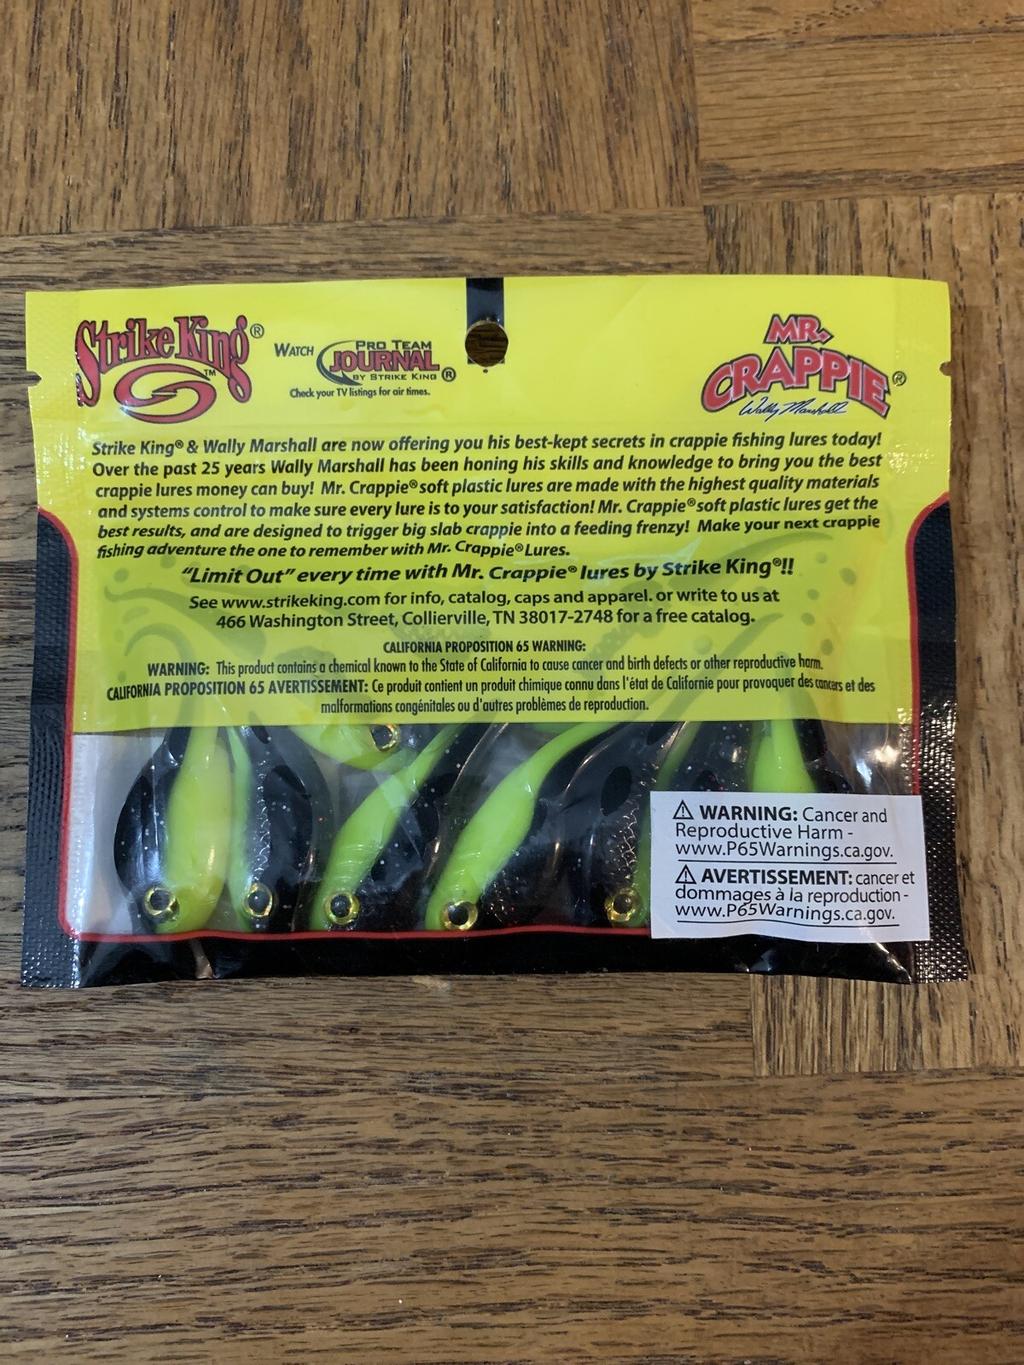 Strike King®
TM
WATCH PRO TEAM JOURNAL BY STRIKE KING ®
Check your TV listings for air times.
MR. CRAPPIE®
Wally Marshall
Strike King® & Wally Marshall are now offering you his best-kept secrets in crappie fishing lures today!
Over the past 25 years Wally Marshall has been honing his skills and knowledge to bring you the best
crappie lures money can buy! Mr. Crappie® soft plastic lures are made with the highest quality materials
and systems control to make sure every lure is to your satisfaction! Mr. Crappie® soft plastic lures get the
best results, and are designed to trigger big slab crappie into a feeding frenzy! Make your next crappie
fishing adventure the one to remember with Mr. Crappie® Lures.
“Limit Out” every time with Mr. Crappie® lures by Strike King®!!
See www.strikeking.com for info, catalog, caps and apparel. or write to us at
466 Washington Street, Collierville, TN 38017-2748 for a free catalog.
CALIFORNIA PROPOSITION 65 WARNING:
WARNING: This product contains a chemical known to the State of California to cause cancer and birth defects or other reproductive harm.
CALIFORNIA PROPOSITION 65 AVERTISSEMENT: Ce produit contient un produit chimique connu dans l'état de Californie pour provoquer des cancers et des
malformations congénitales ou d'autres problèmes de reproduction.
⚠ WARNING: Cancer and
Reproductive Harm -
www.P65Warnings.ca.gov.
⚠ AVERTISSEMENT: cancer et
dommages à la reproduction -
www.P65Warnings.ca.gov.